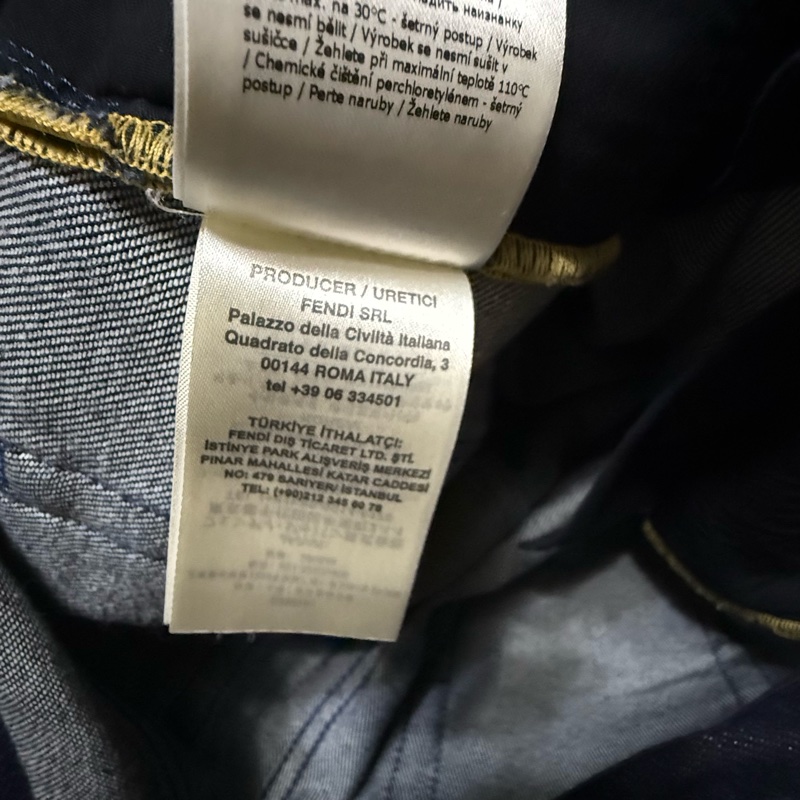 max. na 30°C - šetrný postup / Výrobek
se nesmí bělit / Výrobek se nesmí sušit v
sušičce / Žehlete při maximální teplotě 110°C
/ Chemické čištění perchloretylénem - šetrný
postup / Perte naruby / Žehlete naruby
PRODUCER / URETICI
FENDI SRL
Palazzo della Civiltà Italiana
Quadrato della Concordia, 3
00144 ROMA ITALY
tel +39 06 334501
TÜRKİYE İTHALATÇI:
FENDİ DIŞ TİCARET LTD. ŞTİ.
İSTİNYE PARK ALIŞVERİŞ MERKEZİ
PINAR MAHALLESİ KATAR CADDESİ
NO: 479 SARIYER/ İSTANBUL
TEL: (+90)212 345 60 78